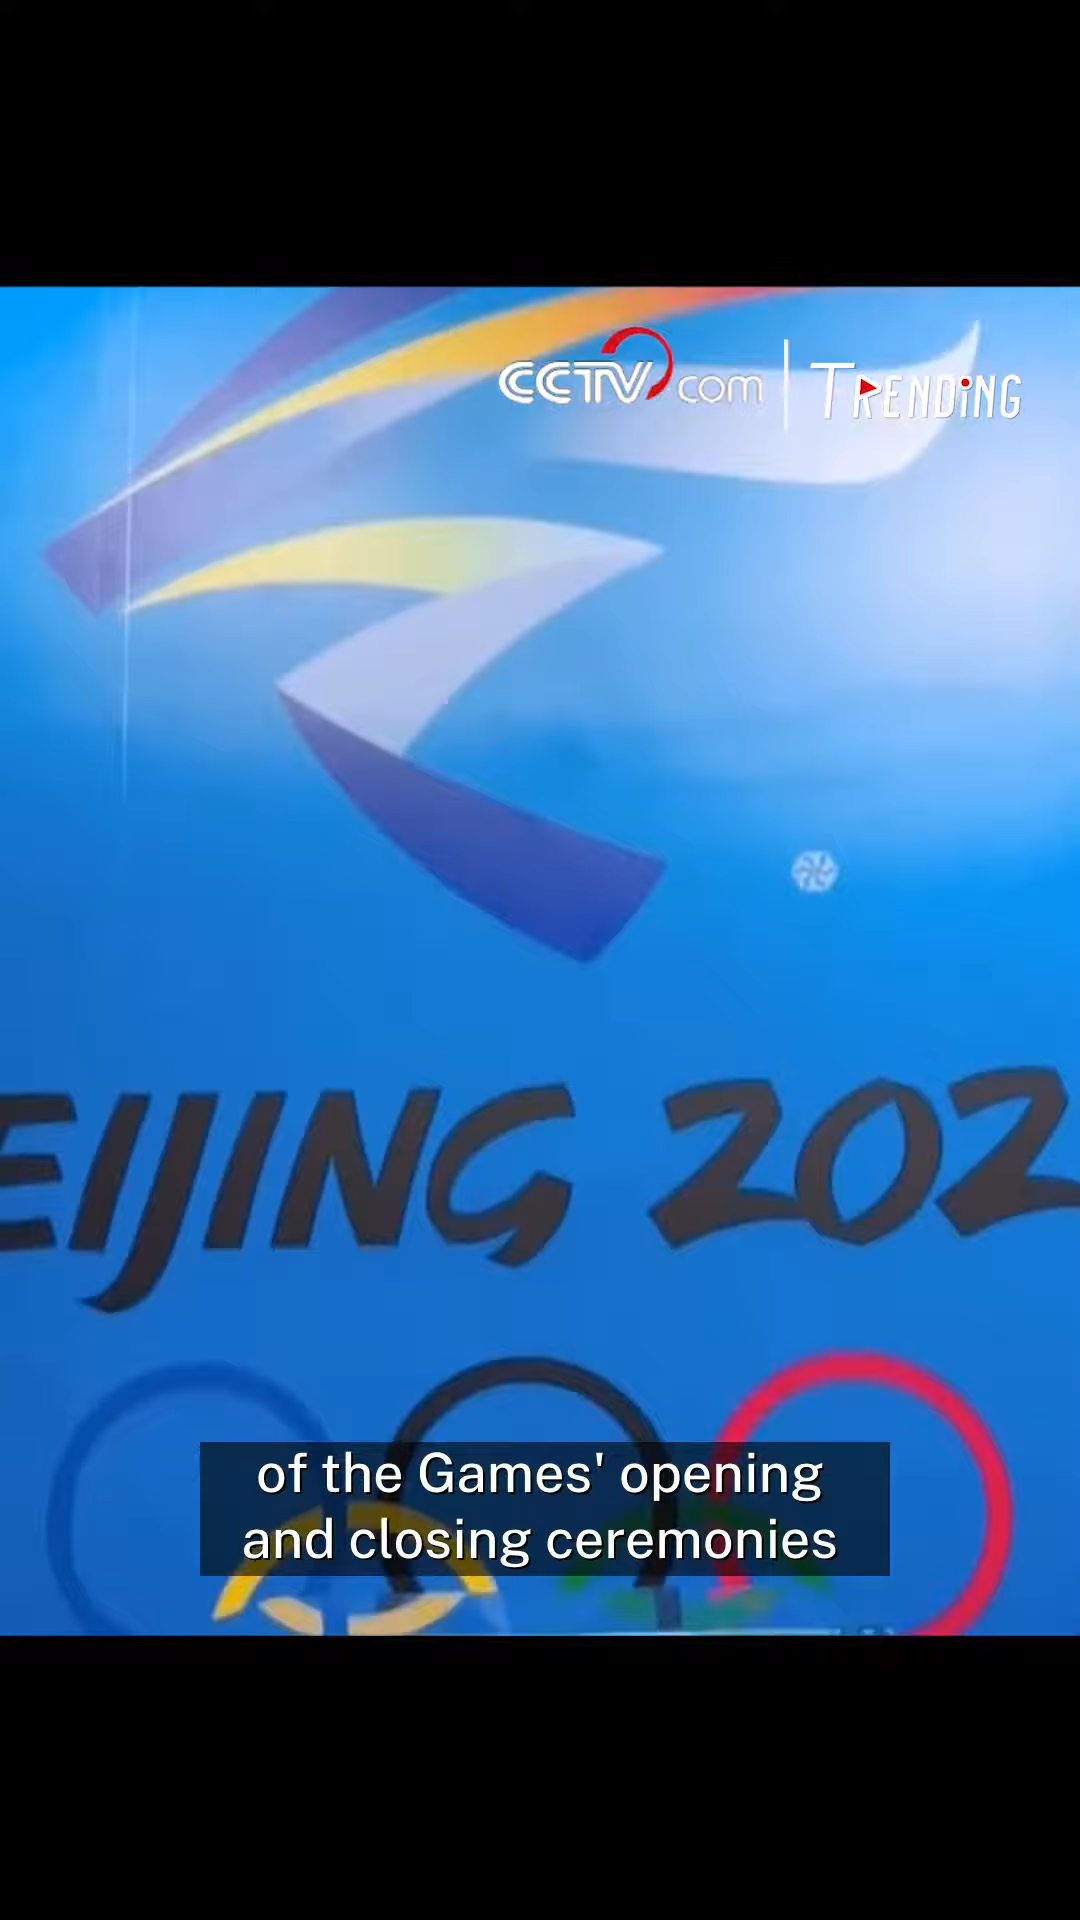 CCTV.com | TRENDING
EIJING 202
of the Games' opening
and closing ceremonies